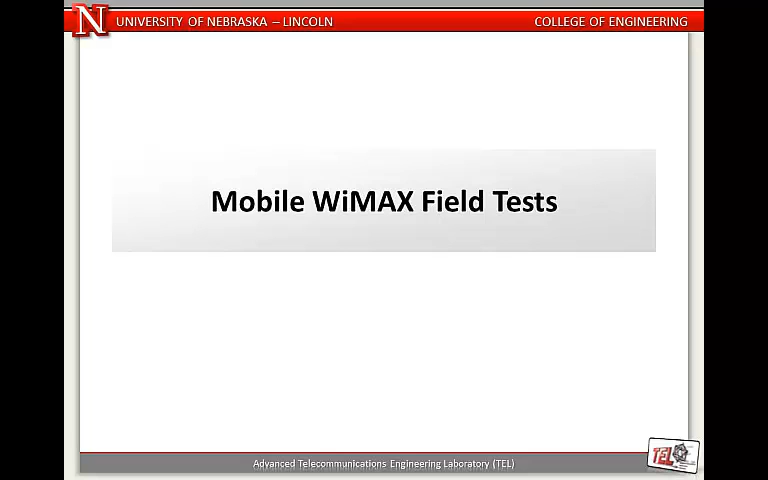 N
UNIVERSITY OF NEBRASKA – LINCOLN
COLLEGE OF ENGINEERING
Mobile WiMAX Field Tests
Advanced Telecommunications Engineering Laboratory (TEL)
TEL